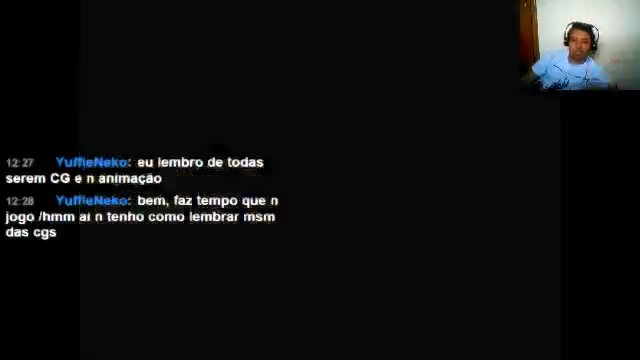 12:27 YuffieNeko: eu lembro de todas
serem CG e n animação
12:28 YuffieNeko: bem, faz tempo que n
jogo /hmm ai n tenho como lembrar msm
das cgs